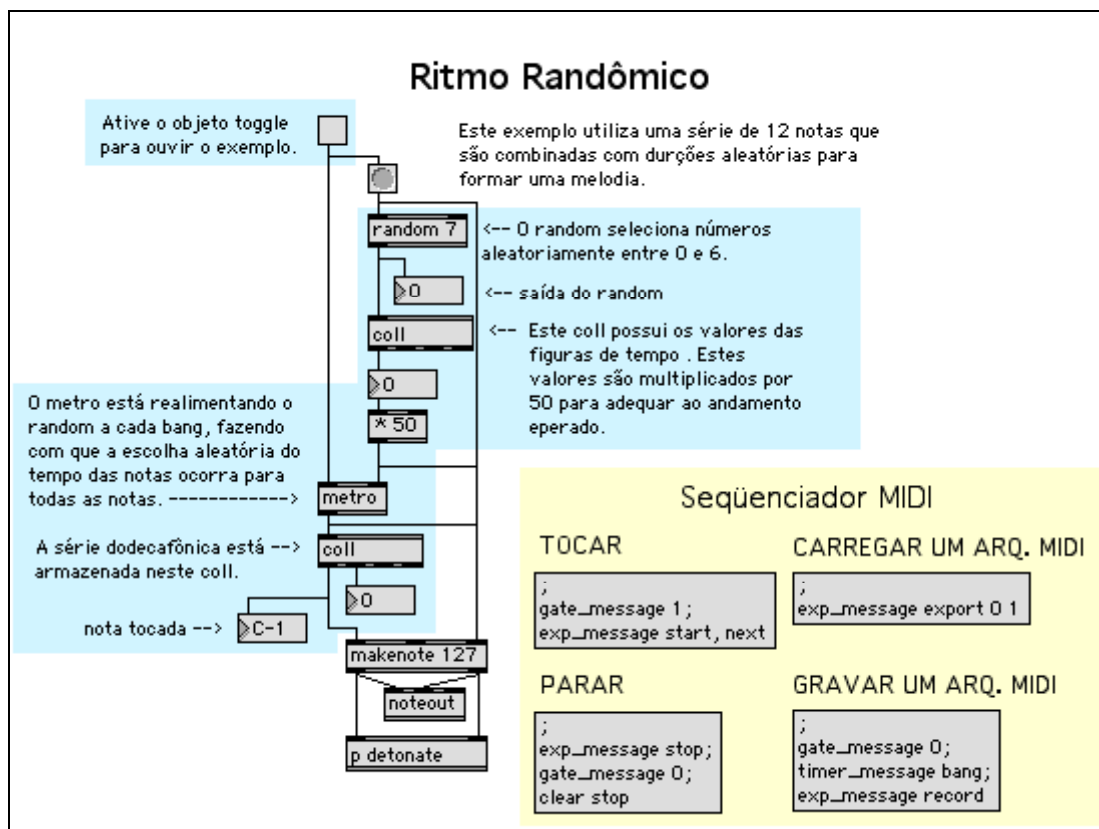 Ritmo Randômico
Ative o objeto toggle
para ouvir o exemplo.
Este exemplo utiliza uma série de 12 notas que
são combinadas com durções aleatórias para
formar uma melodia.
random 7
<-- O random seleciona números
aleatoriamente entre 0 e 6.
0
<-- saída do random
coll
<-- Este coll possui os valores das
figuras de tempo . Estes
valores são multiplicados por
50 para adequar ao andamento
eperado.
0
* 50
O metro está realimentando o
random a cada bang, fazendo
com que a escolha aleatória do
tempo das notas ocorra para
todas as notas. ------------>
metro
A série dodecafônica está -->
armazenada neste coll.
coll
0
nota tocada -->
C-1
makenote 127
noteout
p detonate
Seqüenciador MIDI
TOCAR
;
gate_message 1;
exp_message start, next
CARREGAR UM ARQ. MIDI
;
exp_message export 0 1
PARAR
;
exp_message stop;
gate_message 0;
clear stop
GRAVAR UM ARQ. MIDI
;
gate_message 0;
timer_message bang;
exp_message record